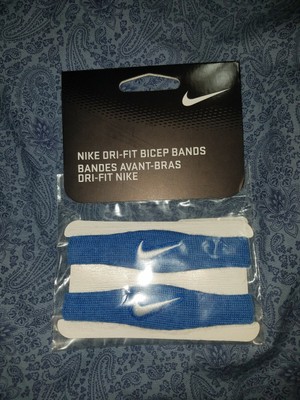 NIKE DRI-FIT BICEP BANDS
BANDES AVANT-BRAS
DRI-FIT NIKE